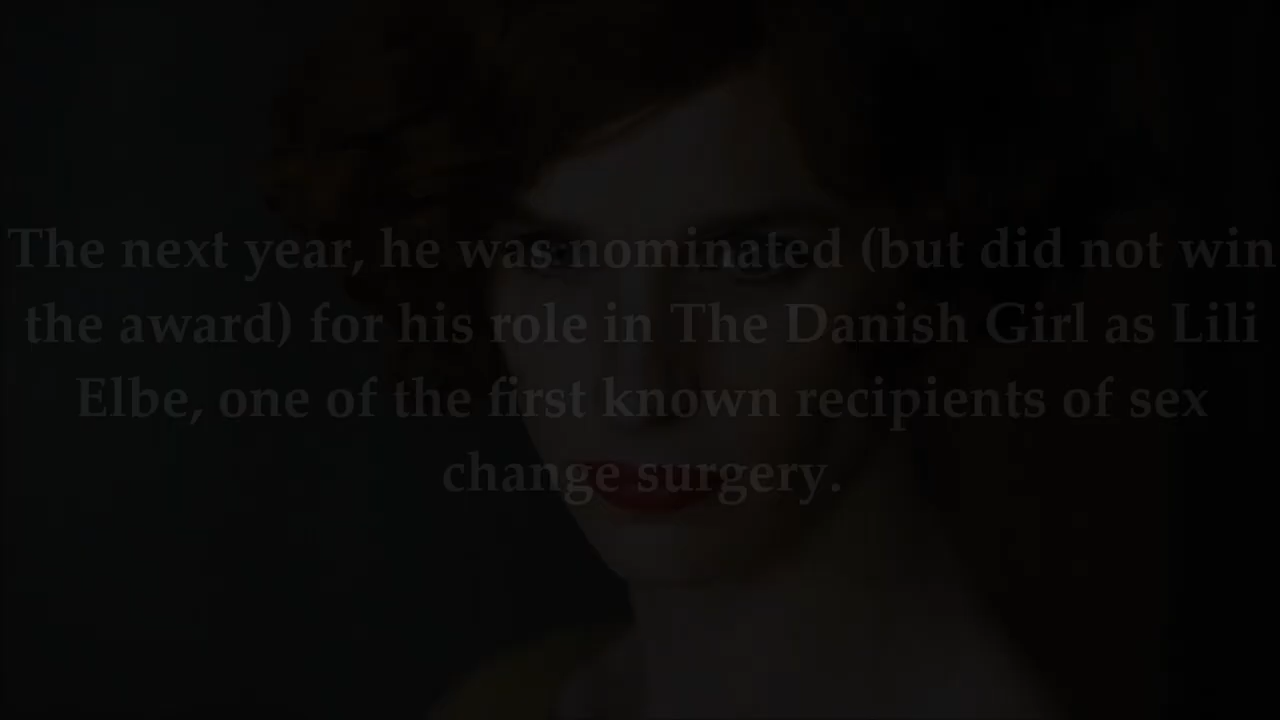 The next year, he was nominated (but did not win
the award) for his role in The Danish Girl as Lili
Elbe, one of the first known recipients of sex
change surgery.